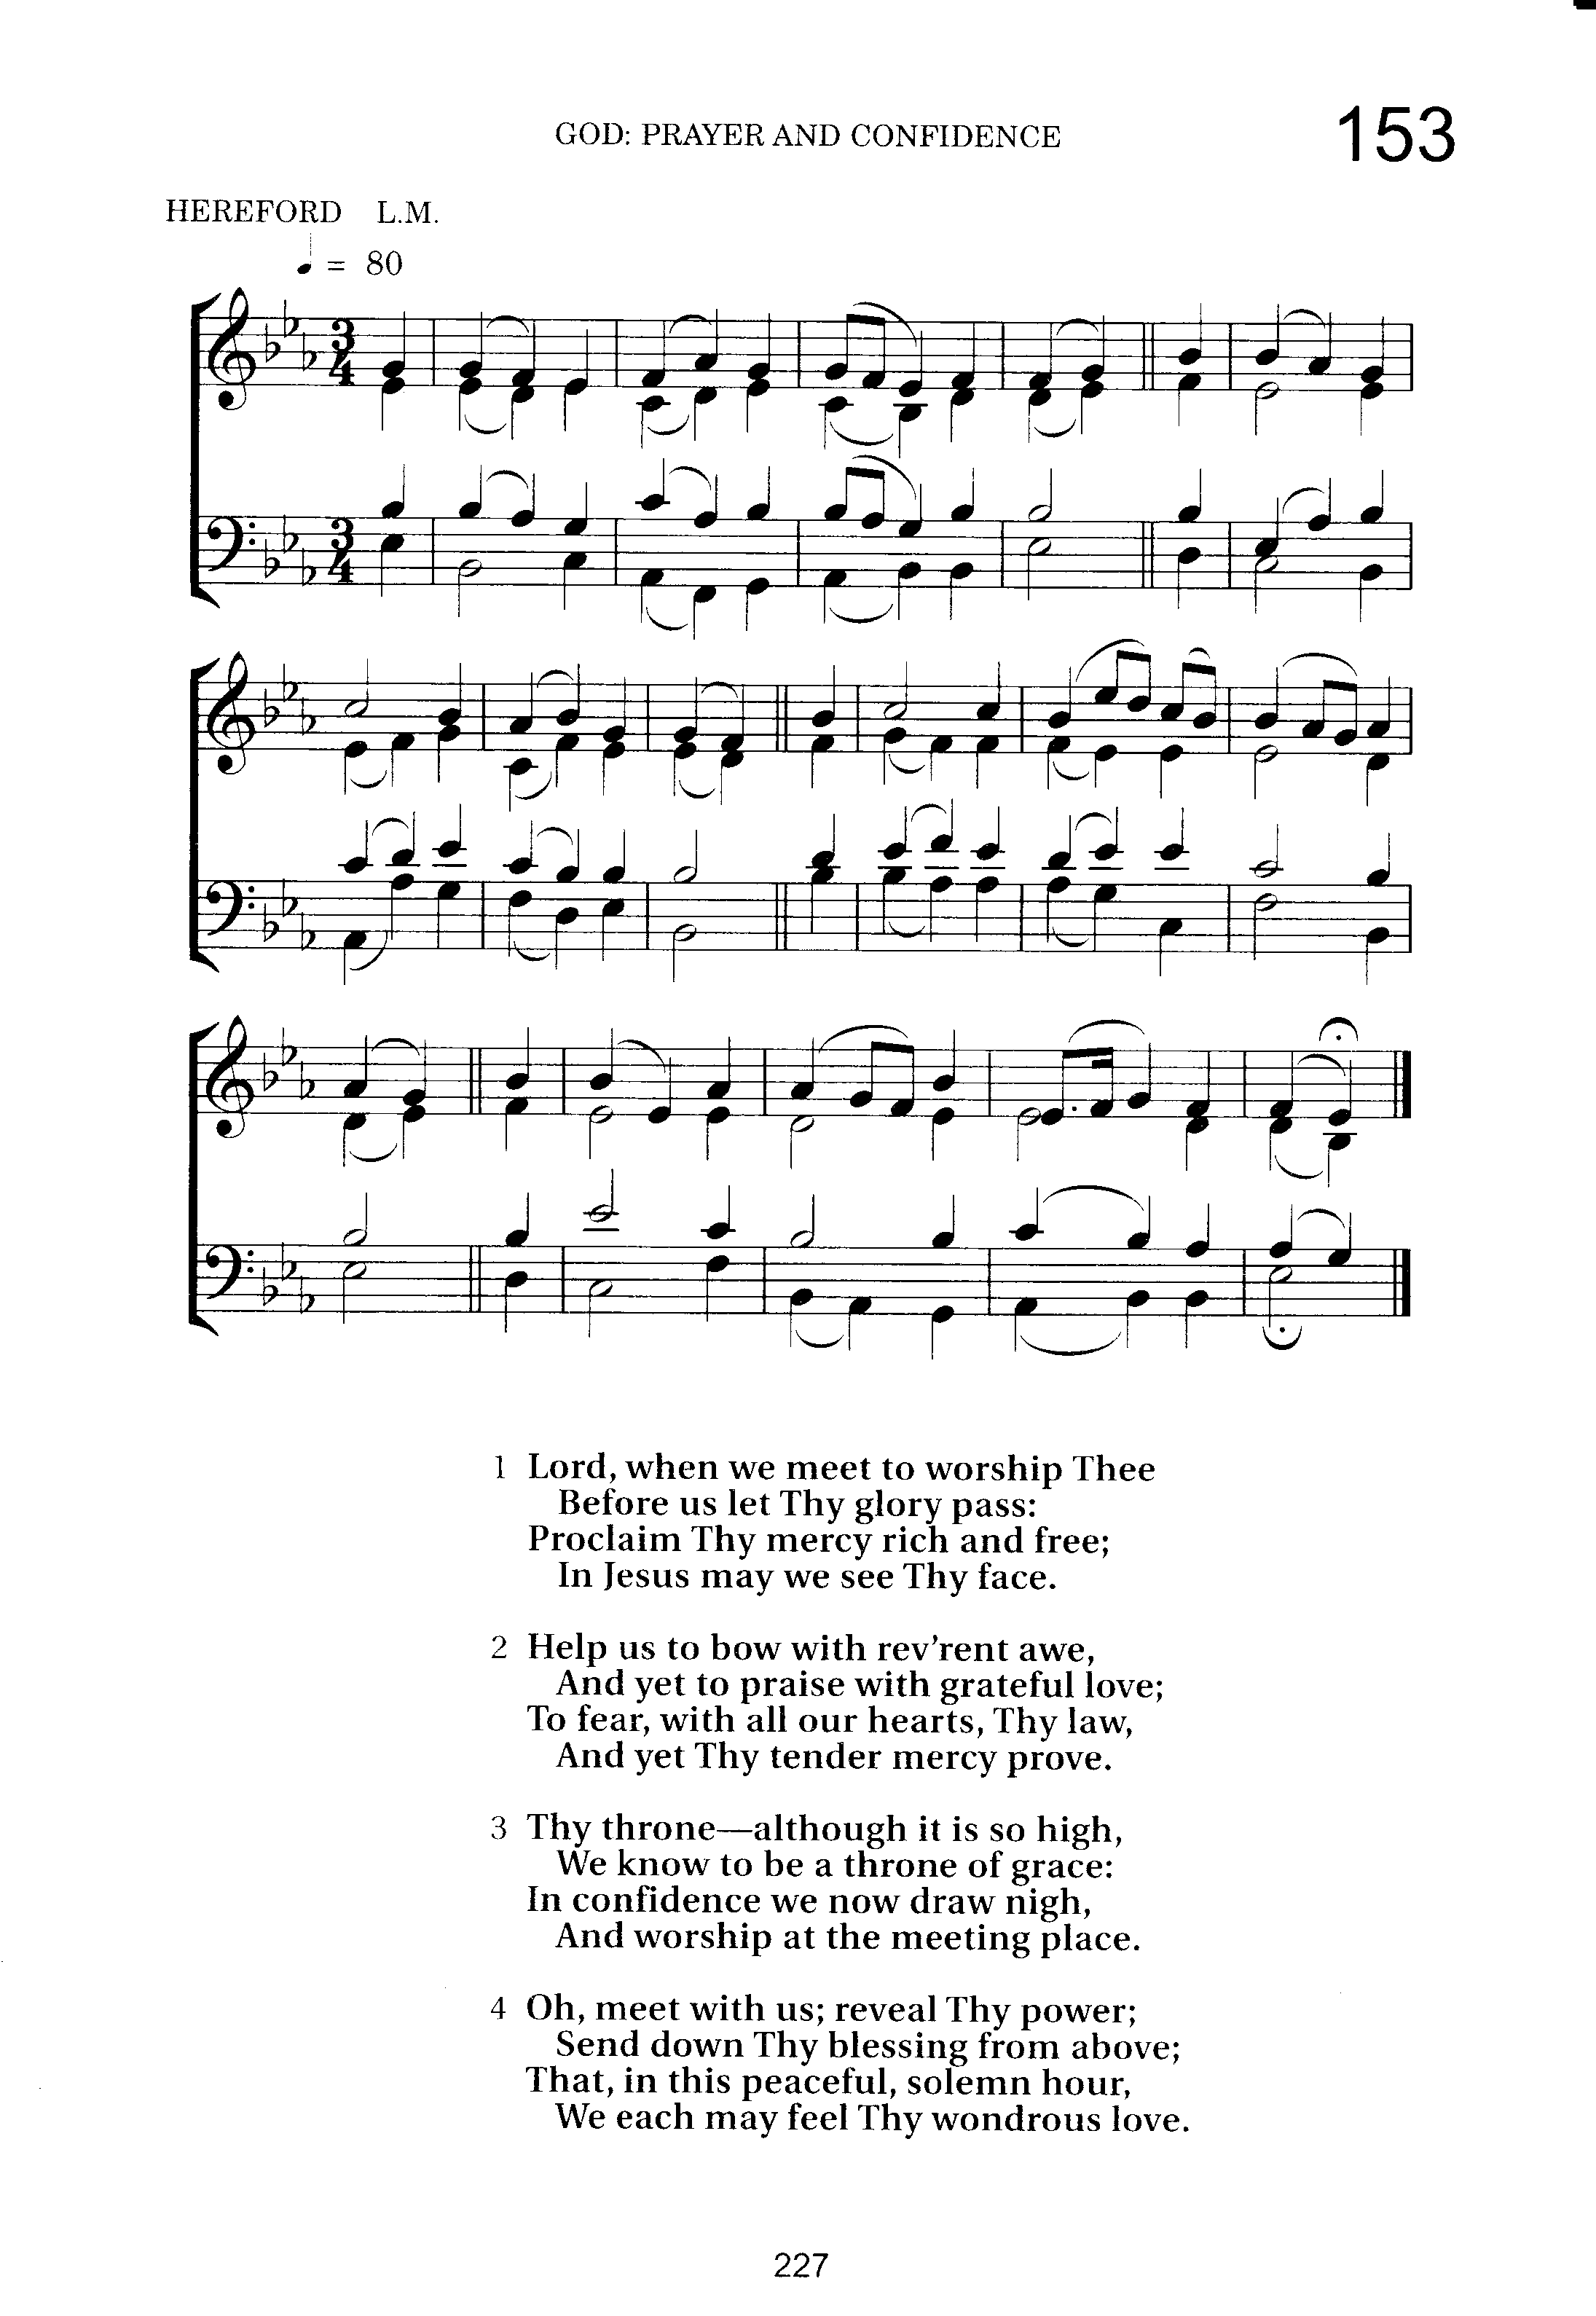 GOD: PRAYER AND CONFIDENCE
153
HEREFORD L.M.
♩ = 80
3
4
3
4
1 Lord, when we meet to worship Thee
Before us let Thy glory pass:
Proclaim Thy mercy rich and free;
In Jesus may we see Thy face.
2 Help us to bow with rev’rent awe,
And yet to praise with grateful love;
To fear, with all our hearts, Thy law,
And yet Thy tender mercy prove.
3 Thy throne—although it is so high,
We know to be a throne of grace:
In confidence we now draw nigh,
And worship at the meeting place.
4 Oh, meet with us; reveal Thy power;
Send down Thy blessing from above;
That, in this peaceful, solemn hour,
We each may feel Thy wondrous love.
227